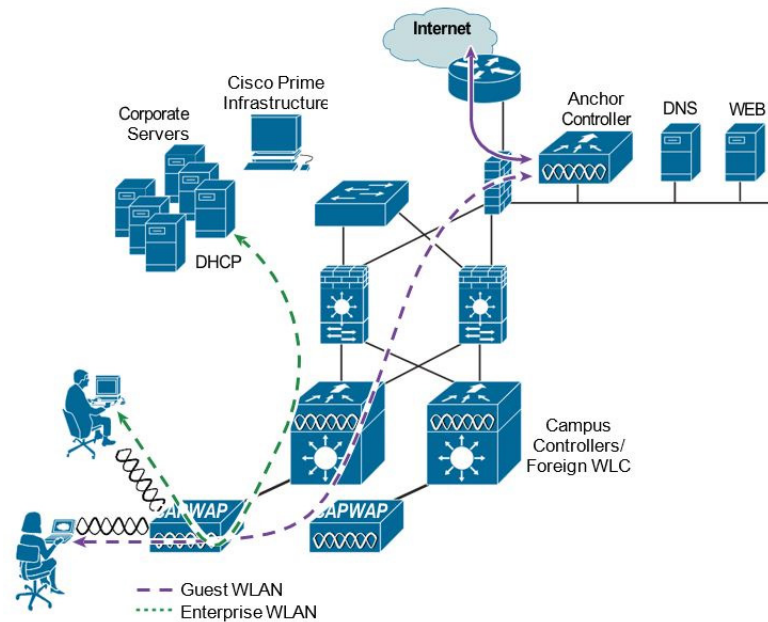 Internet
Cisco Prime
Infrastructure
Corporate
Servers
Anchor
Controller
DNS
WEB
DHCP
Campus
Controllers/
Foreign WLC
CAPWAP
CAPWAP
Guest WLAN
Enterprise WLAN